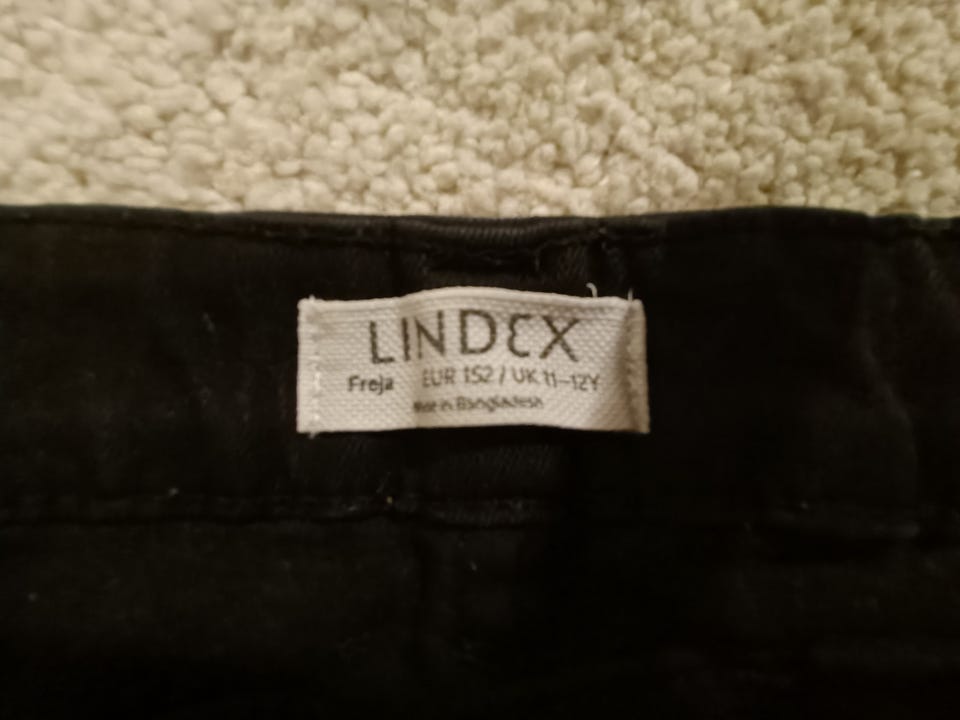 LINDEX
Freja EUR 152 / UK 11-12Y
Made in Bangladesh